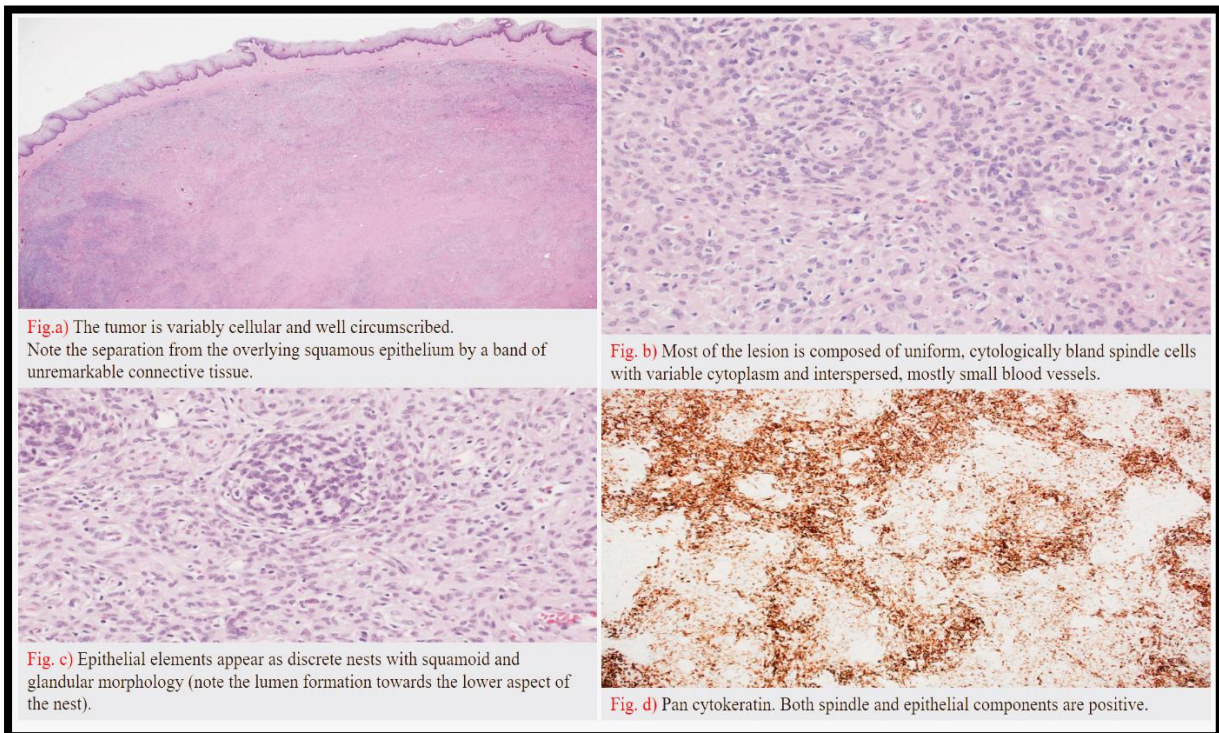 Fig.a) The tumor is variably cellular and well circumscribed.
Note the separation from the overlying squamous epithelium by a band of
unremarkable connective tissue.
Fig. b) Most of the lesion is composed of uniform, cytologically bland spindle cells
with variable cytoplasm and interspersed, mostly small blood vessels.
Fig. c) Epithelial elements appear as discrete nests with squamoid and
glandular morphology (note the lumen formation towards the lower aspect of
the nest).
Fig. d) Pan cytokeratin. Both spindle and epithelial components are positive.